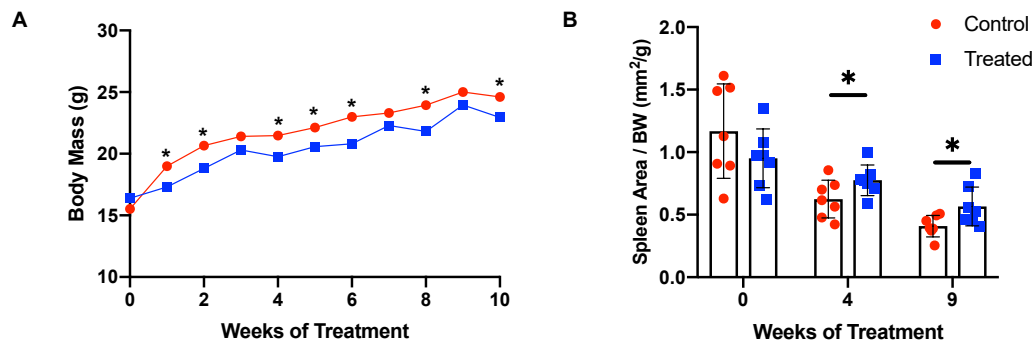 A
Body Mass (g)
30
25
20
15
10
* * * * * * *
0 2 4 6 8 10
Weeks of Treatment
B
Control
Treated
Spleen Area / BW (mm²/g)
2.0
1.5
1.0
0.5
0.0
* *
0 4 9
Weeks of Treatment